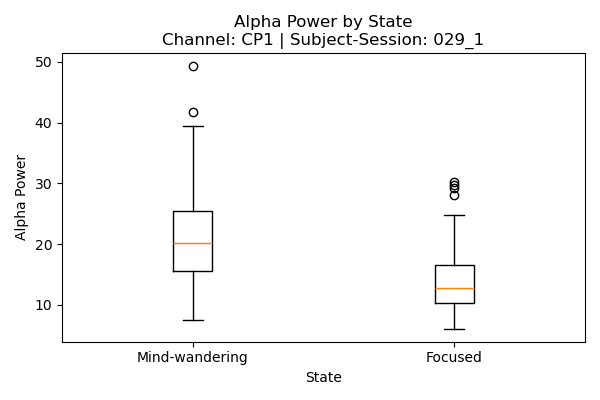 Alpha Power by State
Channel: CP1 | Subject-Session: 029_1
50
40
30
20
10
Alpha Power
Mind-wandering
Focused
State